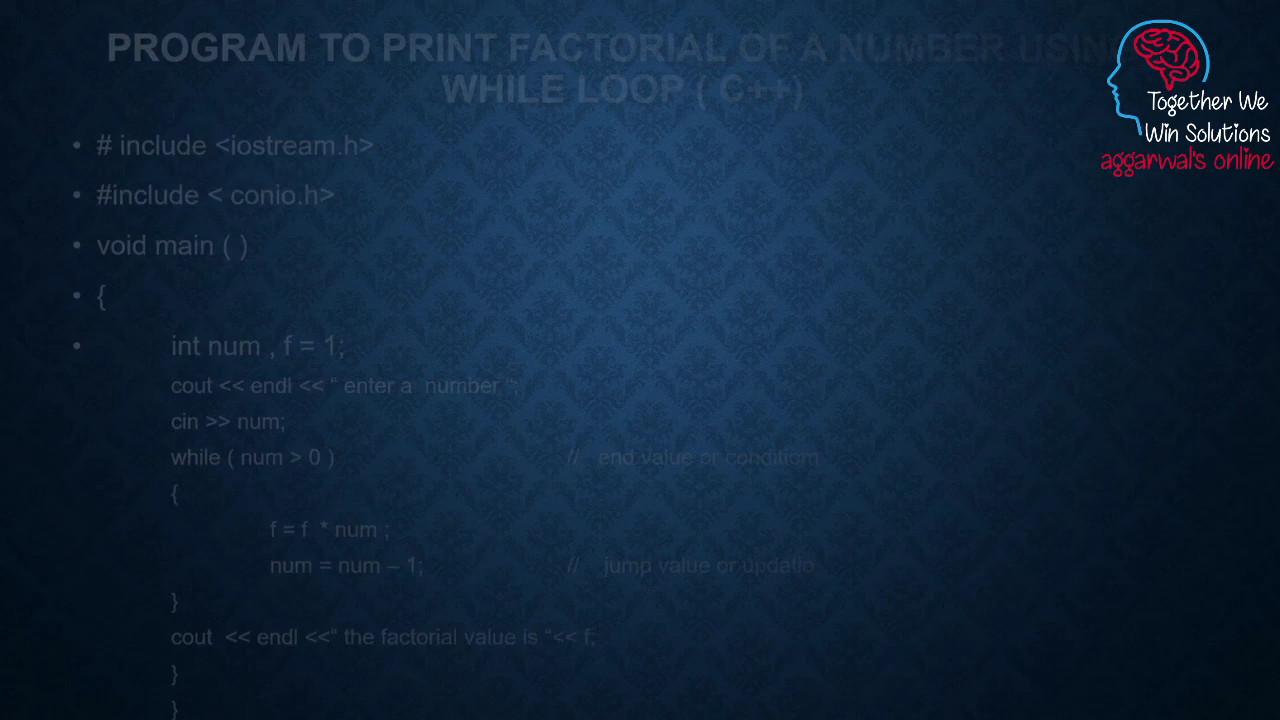 PROGRAM TO PRINT FACTORIAL OF A NUMBER USING
WHILE LOOP ( C++)
Together We
Win Solutions
aggarwal's online
• # include <iostream.h>
• #include < conio.h>
• void main ( )
• {
• int num , f = 1;
cout << endl << “ enter a number “;
cin >> num;
while ( num > 0 ) // end value or conditiom
{
f = f * num ;
num = num – 1; // jump value or updatio
}
cout << endl <<“ the factorial value is “<< f;
}
}